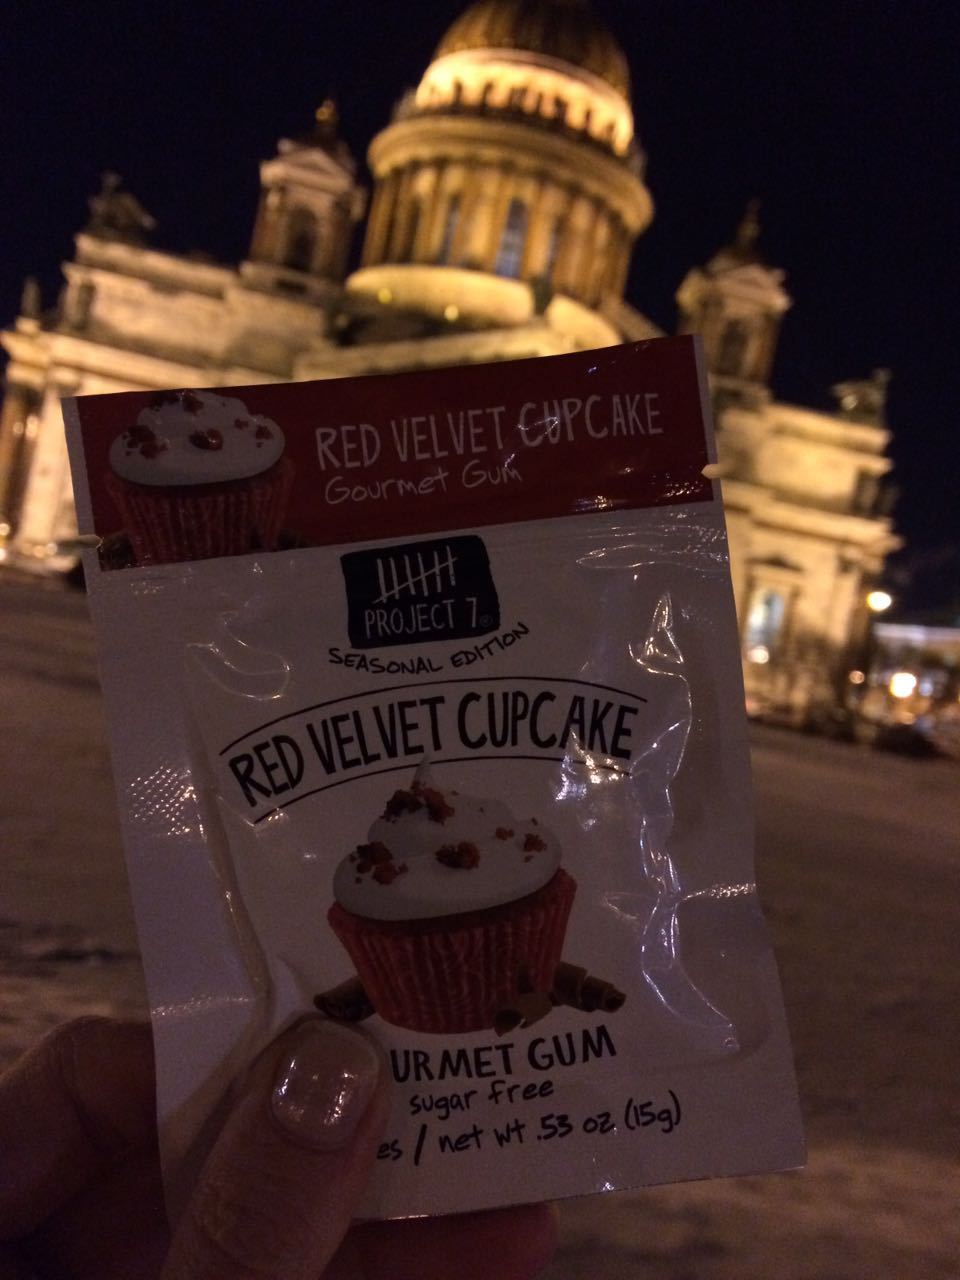 RED VELVET CUPCAKE
Gourmet Gum
PROJECT 7®
SEASONAL EDITION
RED VELVET CUPCAKE
URMET GUM
sugar free
es / net wt .53 oz (15g)